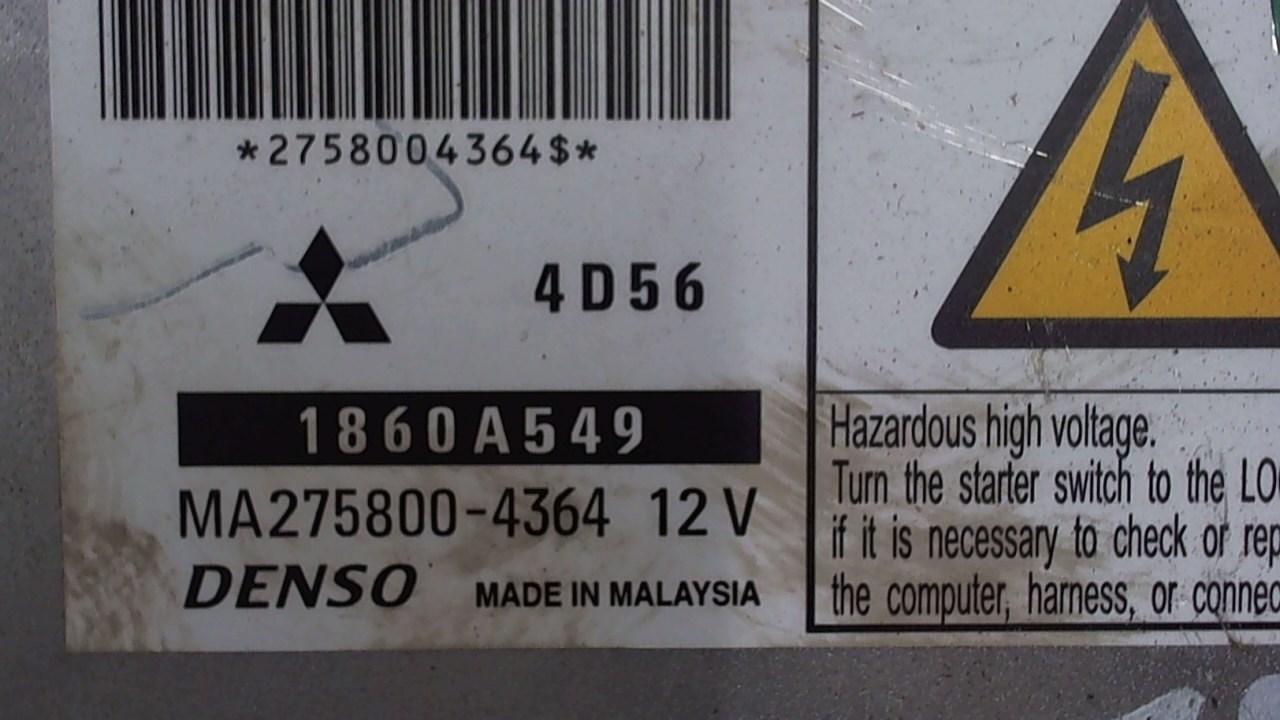 *2758004364$*
4D56
1860A549
MA275800-4364 12V
DENSO MADE IN MALAYSIA
Hazardous high voltage.
Turn the starter switch to the
if it is necessary to check or
the computer, harness, or